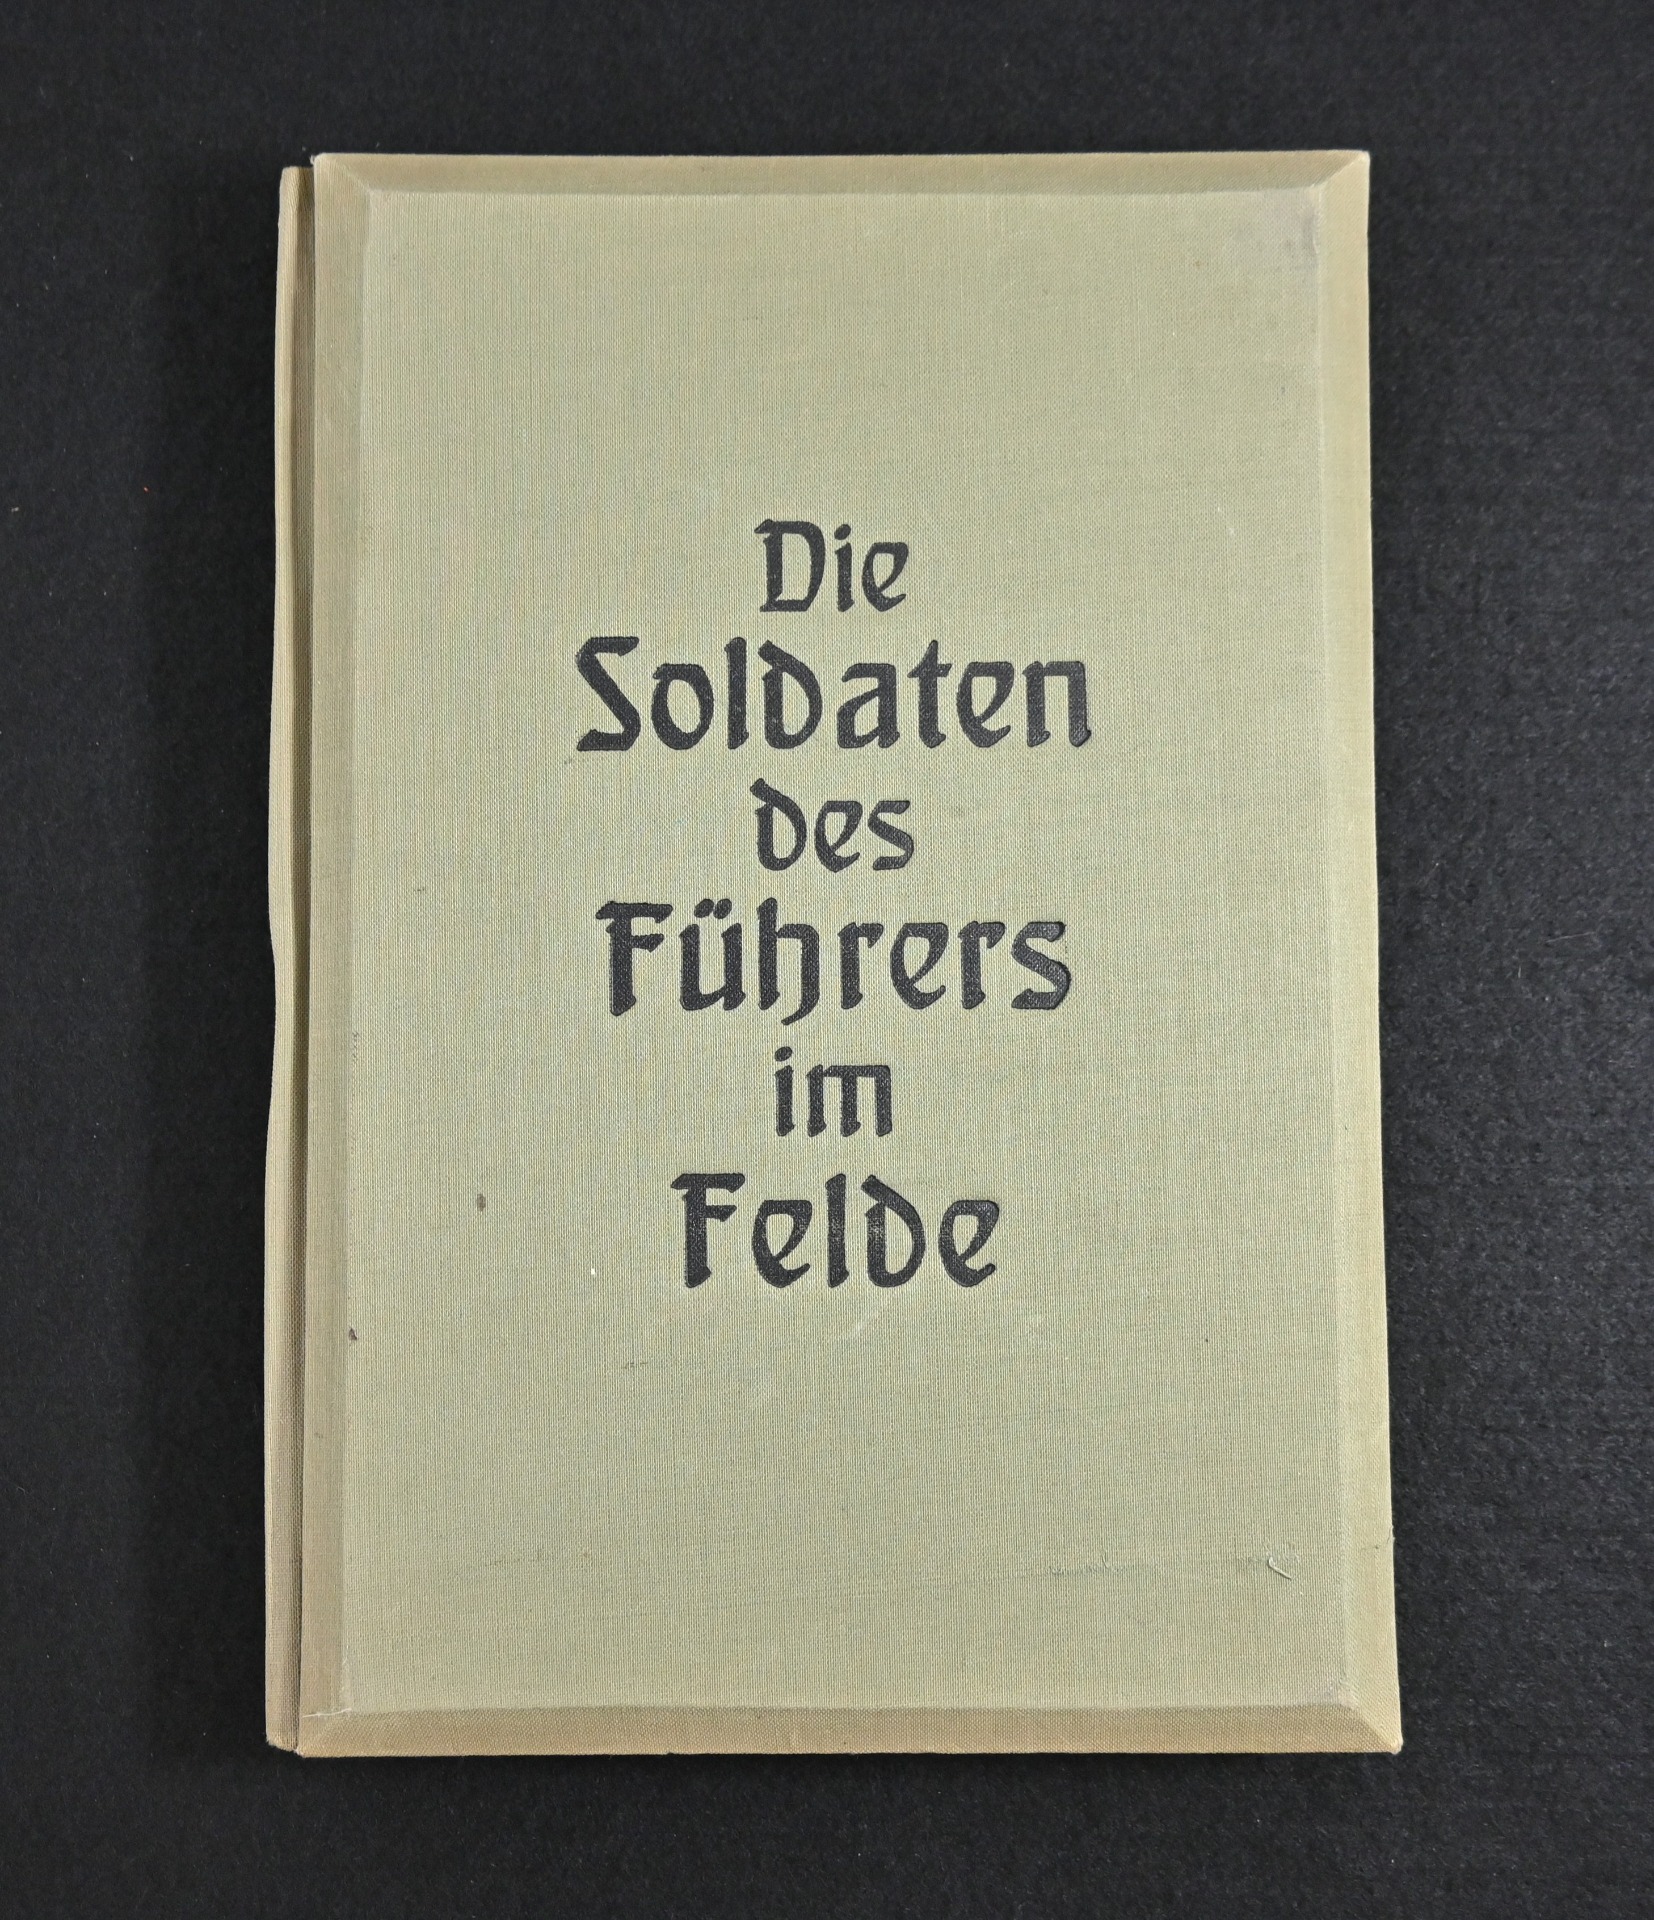 Die
Soldaten
des
Führers
im
Felde